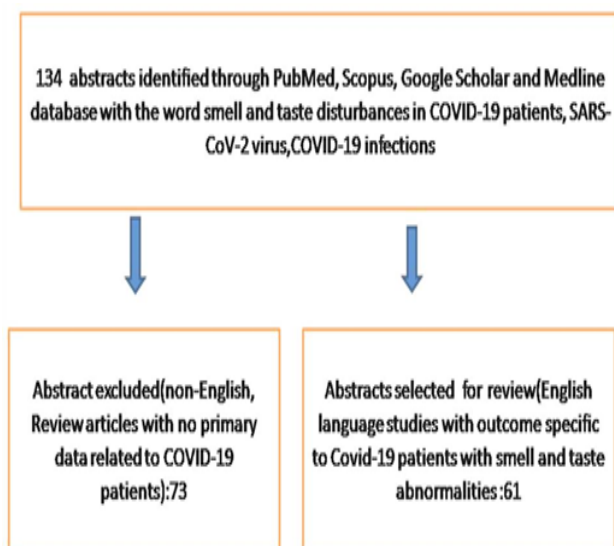 134 abstracts identified through PubMed, Scopus, Google Scholar and Medline
database with the word smell and taste disturbances in COVID-19 patients, SARS-
CoV-2 virus,COVID-19 infections
Abstract excluded(non-English,
Review articles with no primary
data related to COVID-19
patients):73
Abstracts selected for review(English
language studies with outcome specific
to Covid-19 patients with smell and taste
abnormalities:61